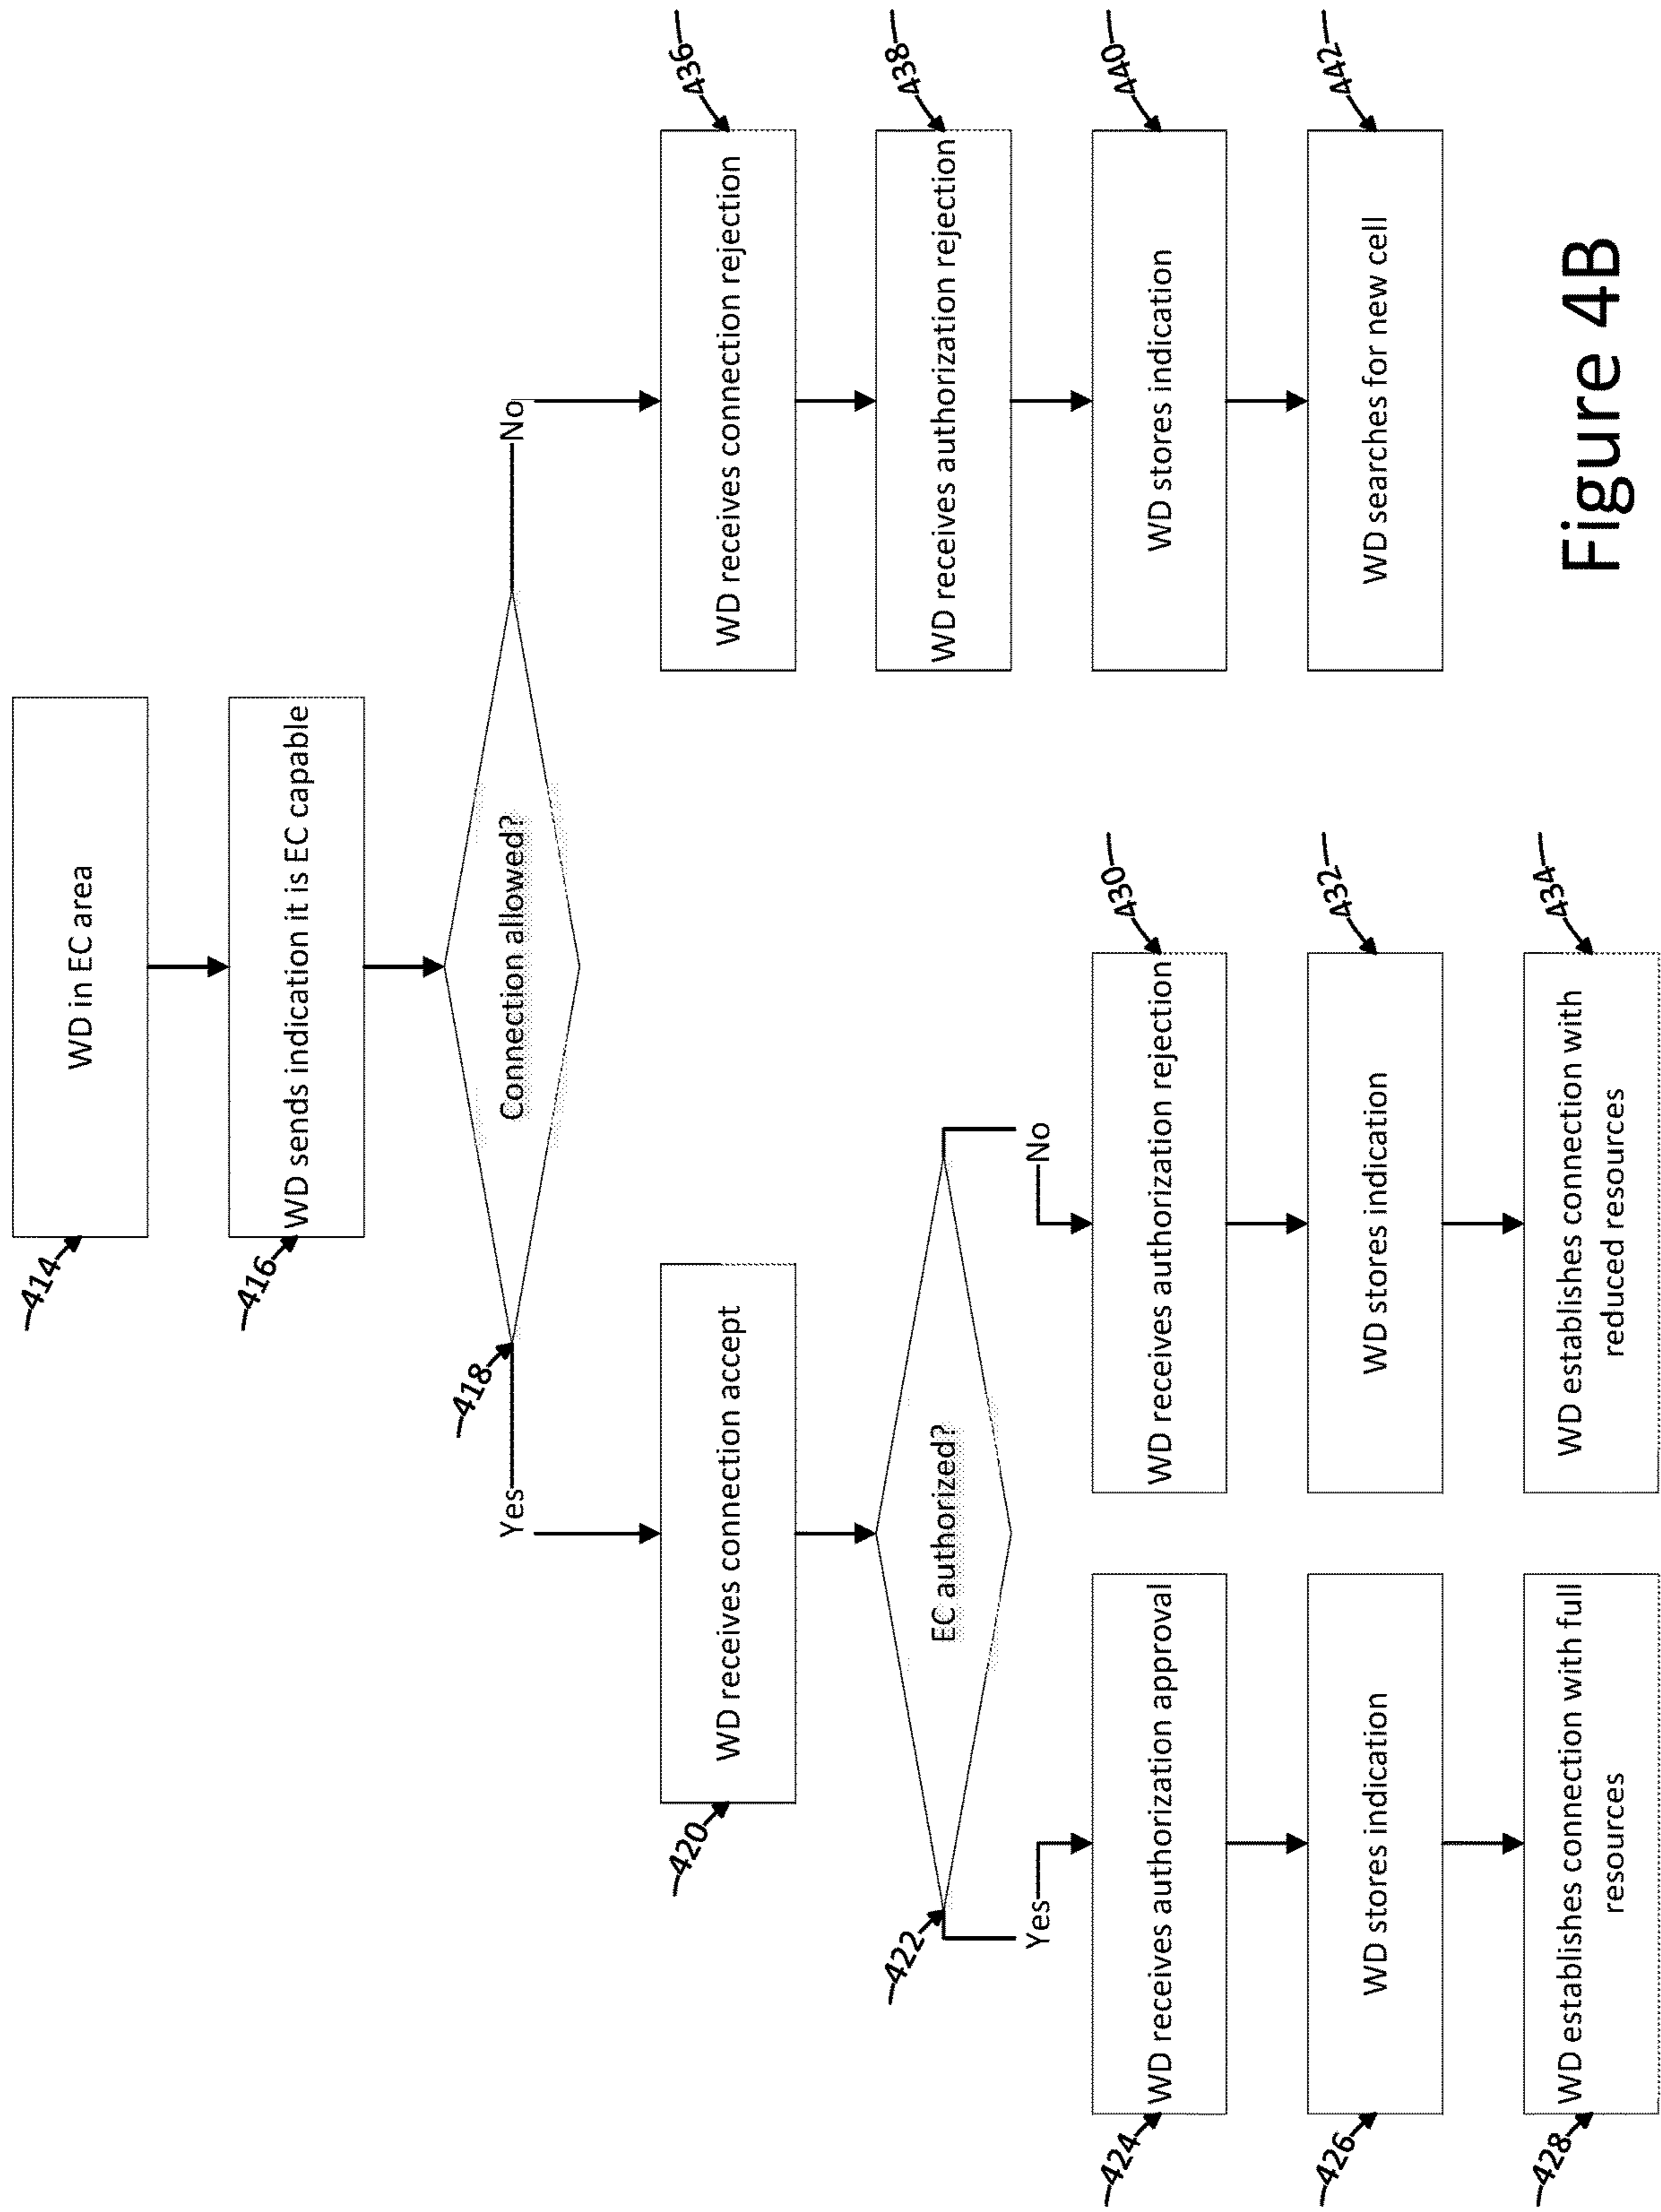 414
WD in EC area
416
WD sends indication it is EC capable
418
Connection allowed?
Yes
No
420
WD receives connection accept
WD receives connection rejection
436
422
EC authorized?
WD receives authorization rejection
438
Yes
No
424
WD receives authorization approval
WD receives authorization rejection
430
WD stores indication
440
426
WD stores indication
WD stores indication
432
WD searches for new cell
442
428
WD establishes connection with full
resources
WD establishes connection with
reduced resources
434
Figure 4B